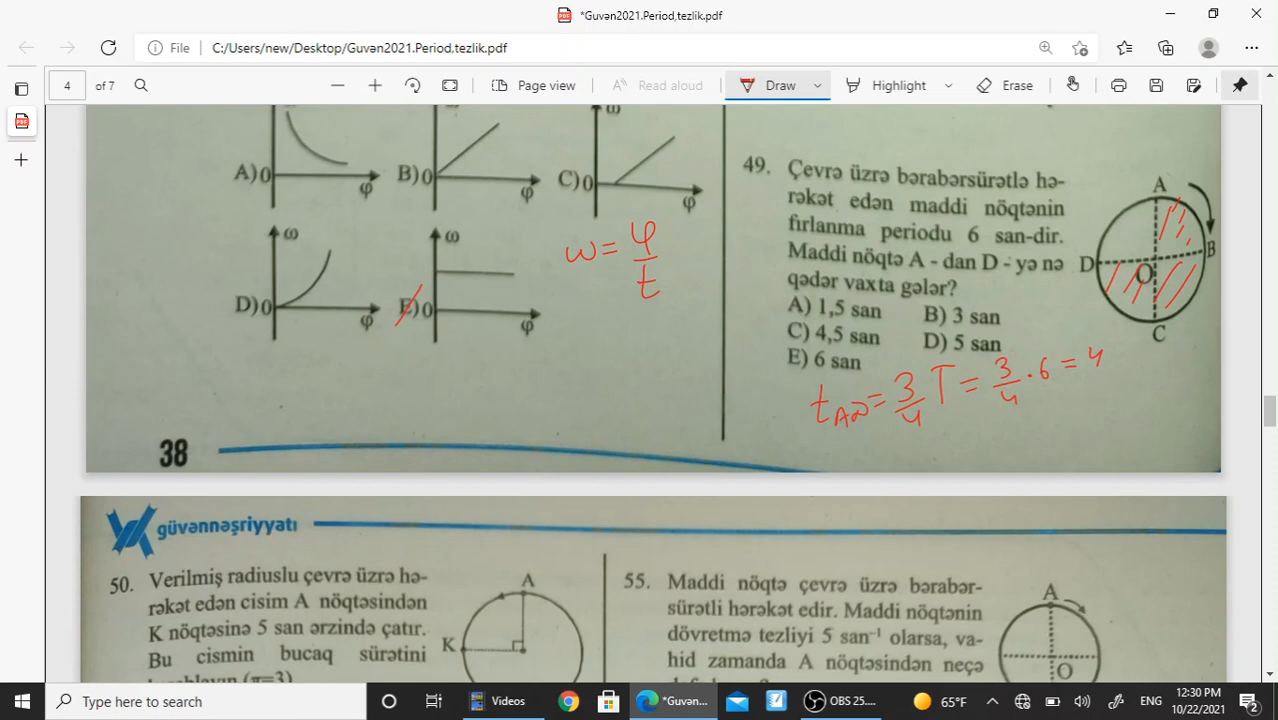 *Guvən2021.Period,tezlik.pdf
File C:/Users/new/Desktop/Guvən2021.Period,tezlik.pdf
4 of 7 Page view Read aloud Draw Highlight Erase
ω
A) 0 φ B) 0 φ C) 0 φ
ω ω
D) 0 φ E) 0 φ
ω = φ/t
38
49. Çevrə üzrə bərabərsürətlə hə-
rəkət edən maddi nöqtənin
fırlanma periodu 6 san-dir.
Maddi nöqtə A - dan D - yə nə
qədər vaxta gələr?
A) 1,5 san B) 3 san
C) 4,5 san D) 5 san
E) 6 san
A
B
D
O
C
t AD = 3/4 T = 3/4 · 6 = 4
güvənnəşriyyatı
50. Verilmiş radiuslu çevrə üzrə hə-
rəkət edən cisim A nöqtəsindən
K nöqtəsinə 5 san ərzində çatır.
Bu cismin bucaq sürətini
(π=3)
A
K
55. Maddi nöqtə çevrə üzrə bərabər-
sürətli hərəkət edir. Maddi nöqtənin
dövretmə tezliyi 5 san⁻¹ olarsa, va-
hid zamanda A nöqtəsindən neçə
A
O
Type here to search
Videos
*Guvən...
OBS 25....
65°F
ENG
12:30 PM
10/22/2021
2